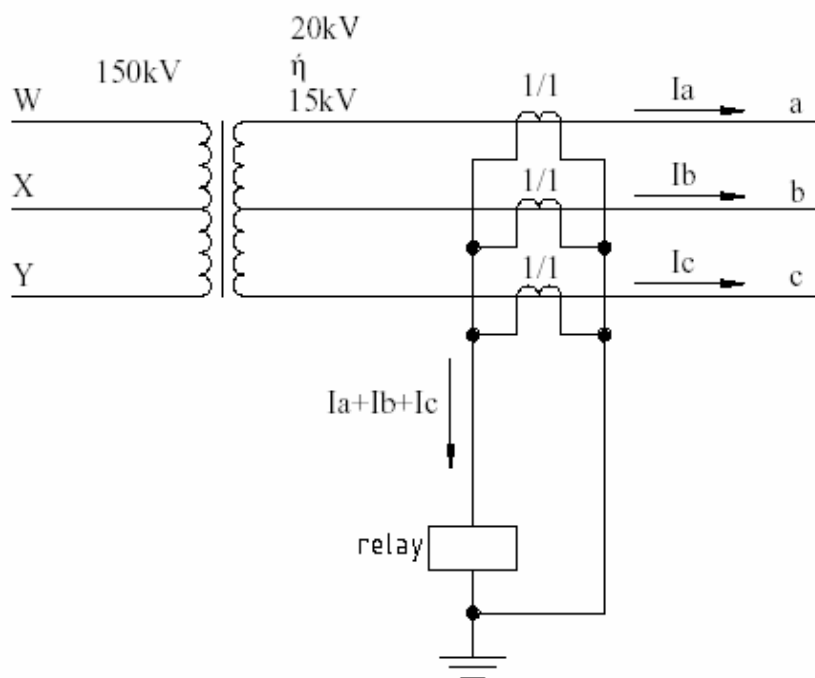 20kV
150kV
ή
15kV
W
1/1
Ia
a
X
1/1
Ib
b
Y
1/1
Ic
c
Ia+Ib+Ic
relay